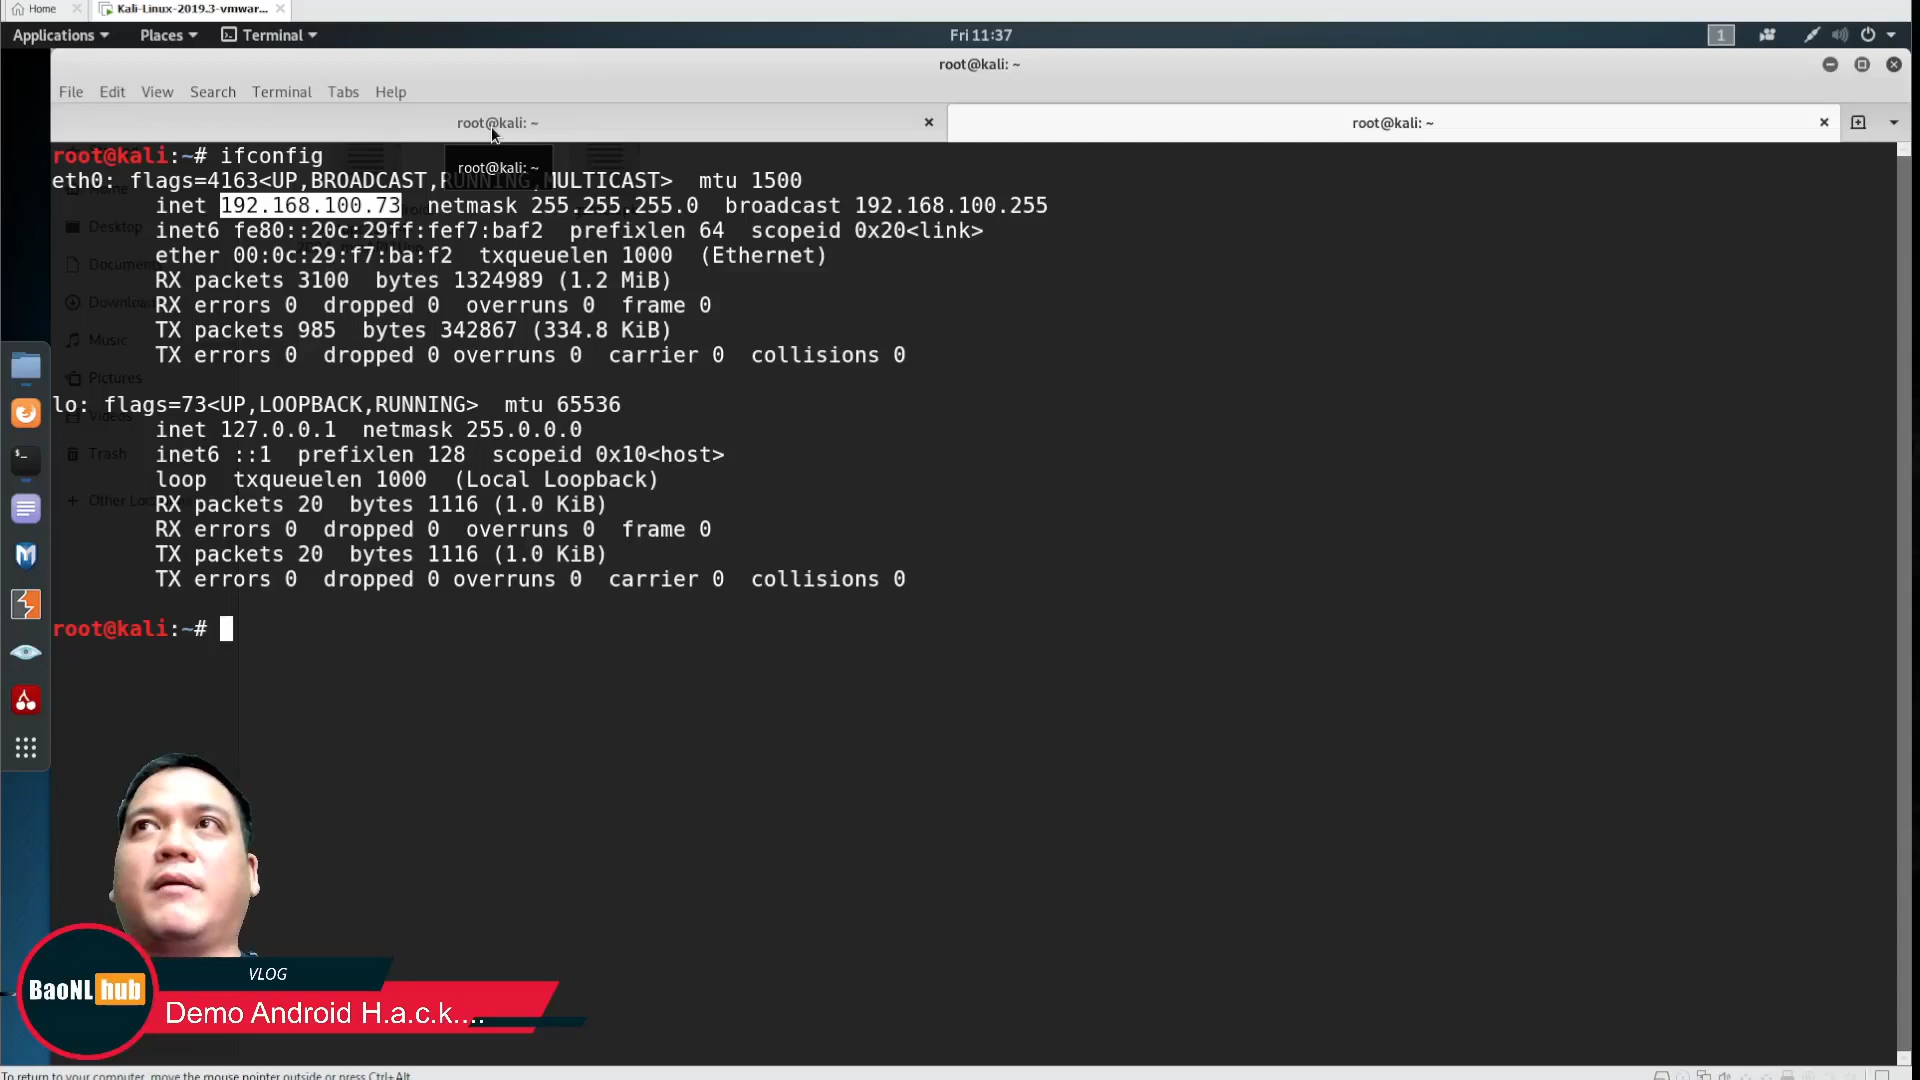 Home
Kali-Linux-2019.3-vmwar...
Applications
Places
Terminal
Fri 11:37
1
root@kali: ~
File Edit View Search Terminal Tabs Help
root@kali: ~
root@kali: ~
root@kali: ~
root@kali:~# ifconfig
eth0: flags=4163<UP,BROADCAST,RUNNING,MULTICAST>  mtu 1500
inet 192.168.100.73  netmask 255.255.255.0  broadcast 192.168.100.255
inet6 fe80::20c:29ff:fef7:baf2  prefixlen 64  scopeid 0x20<link>
ether 00:0c:29:f7:ba:f2  txqueuelen 1000  (Ethernet)
RX packets 3100  bytes 1324989 (1.2 MiB)
RX errors 0  dropped 0  overruns 0  frame 0
TX packets 985  bytes 342867 (334.8 KiB)
TX errors 0  dropped 0 overruns 0  carrier 0  collisions 0
lo: flags=73<UP,LOOPBACK,RUNNING>  mtu 65536
inet 127.0.0.1  netmask 255.0.0.0
inet6 ::1  prefixlen 128  scopeid 0x10<host>
loop  txqueuelen 1000  (Local Loopback)
RX packets 20  bytes 1116 (1.0 KiB)
RX errors 0  dropped 0  overruns 0  frame 0
TX packets 20  bytes 1116 (1.0 KiB)
TX errors 0  dropped 0 overruns 0  carrier 0  collisions 0
root@kali:~#
Desktop
Music
Pictures
Videos
Trash
VLOG
BaoNL hub
Demo Android H.a.c.k....
To return to your computer, move the mouse pointer outside or press Ctrl+Alt.